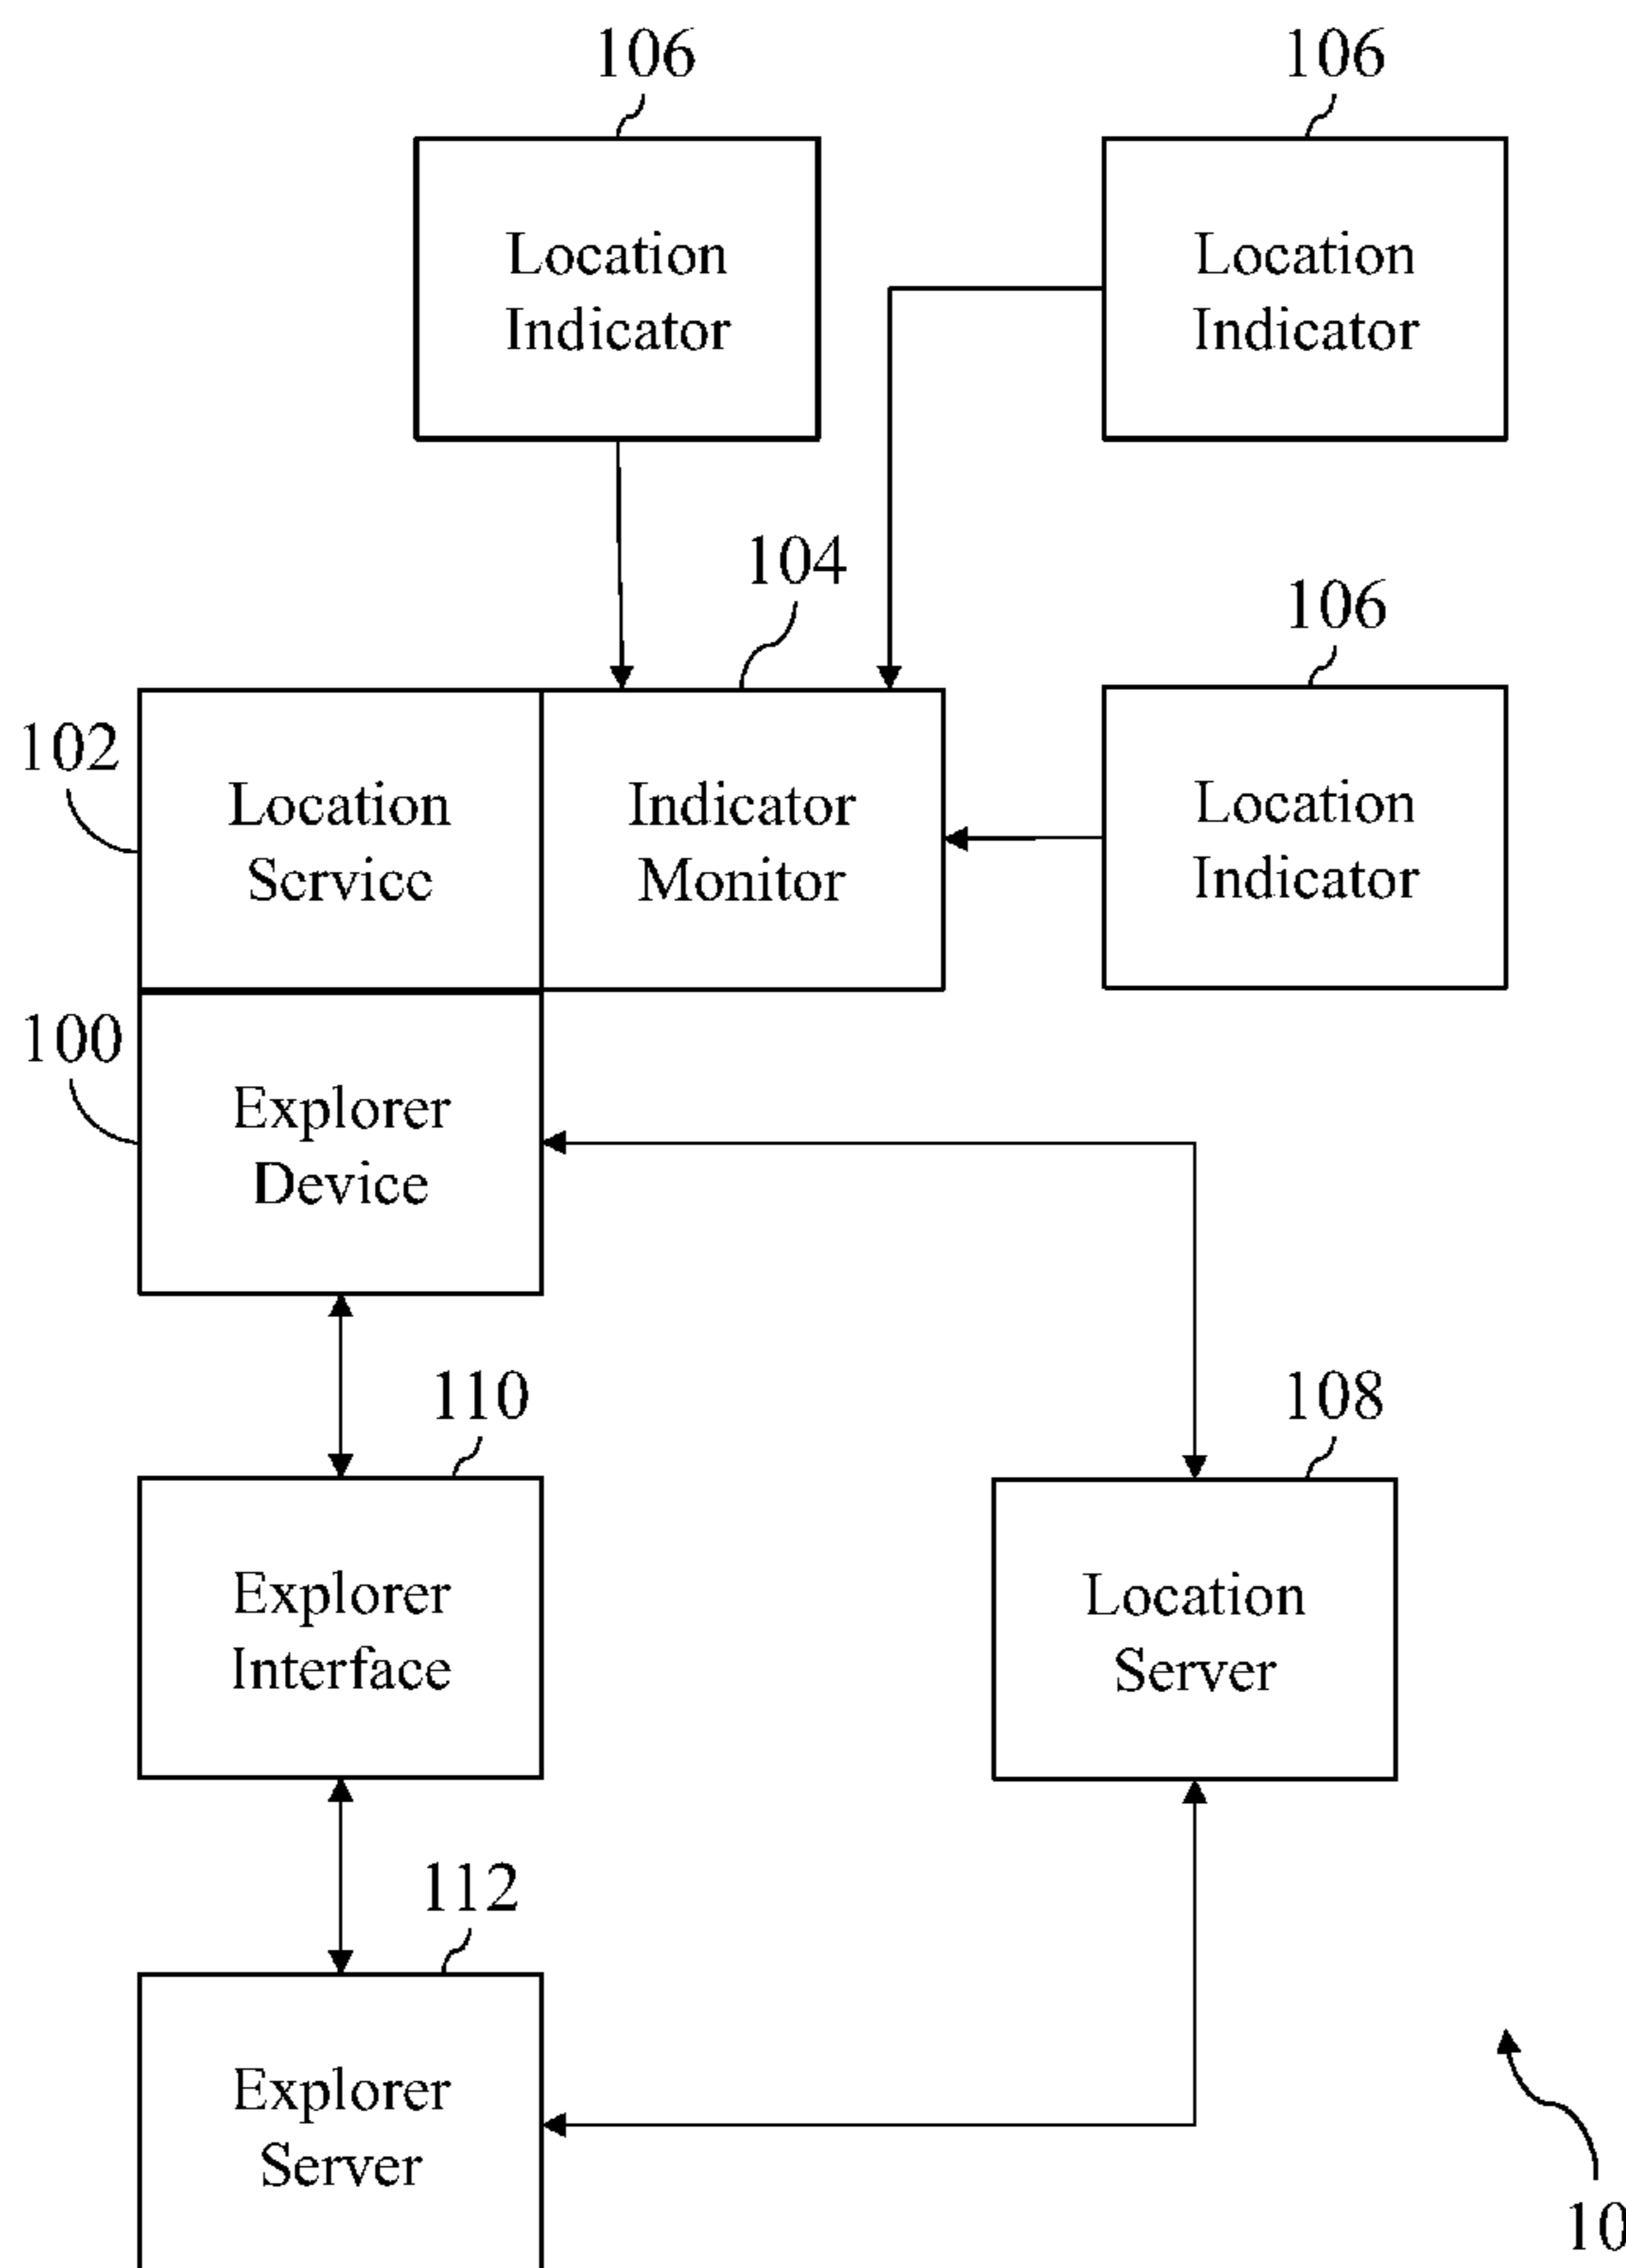 106
106
Location
Indicator
Location
Indicator
104
106
102
Location
Service
Indicator
Monitor
Location
Indicator
100
Explorer
Device
110
108
Explorer
Interface
Location
Server
112
Explorer
Server
10